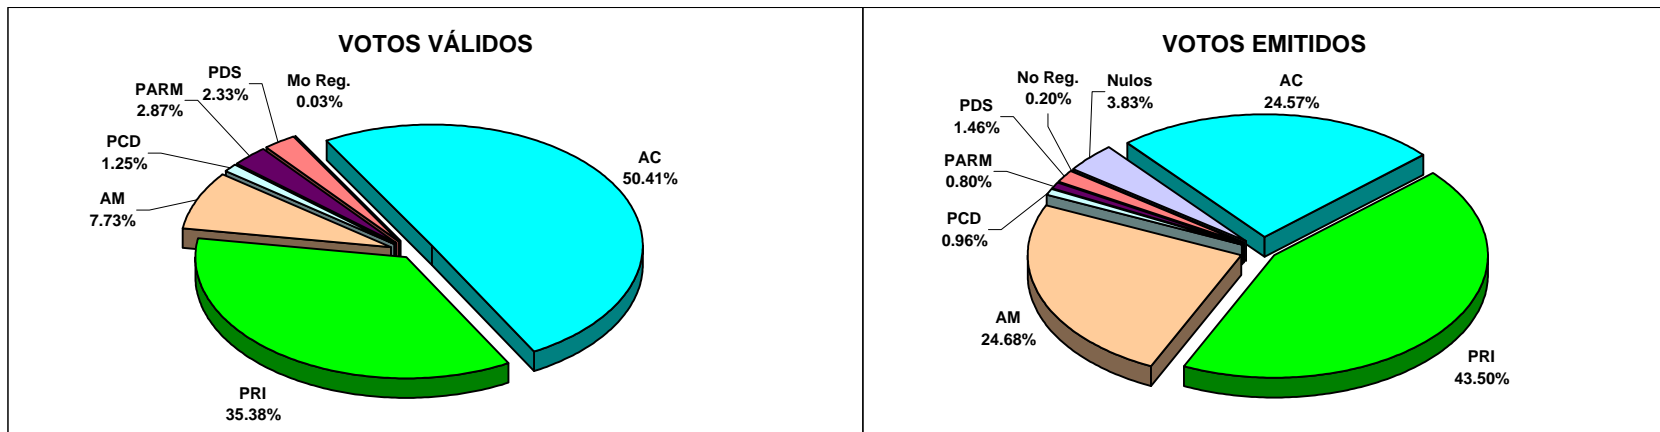 VOTOS VÁLIDOS
Mo Reg.
0.03%
PDS
2.33%
PARM
2.87%
PCD
1.25%
AM
7.73%
AC
50.41%
PRI
35.38%
VOTOS EMITIDOS
No Reg.
0.20%
Nulos
3.83%
AC
24.57%
PDS
1.46%
PARM
0.80%
PCD
0.96%
AM
24.68%
PRI
43.50%